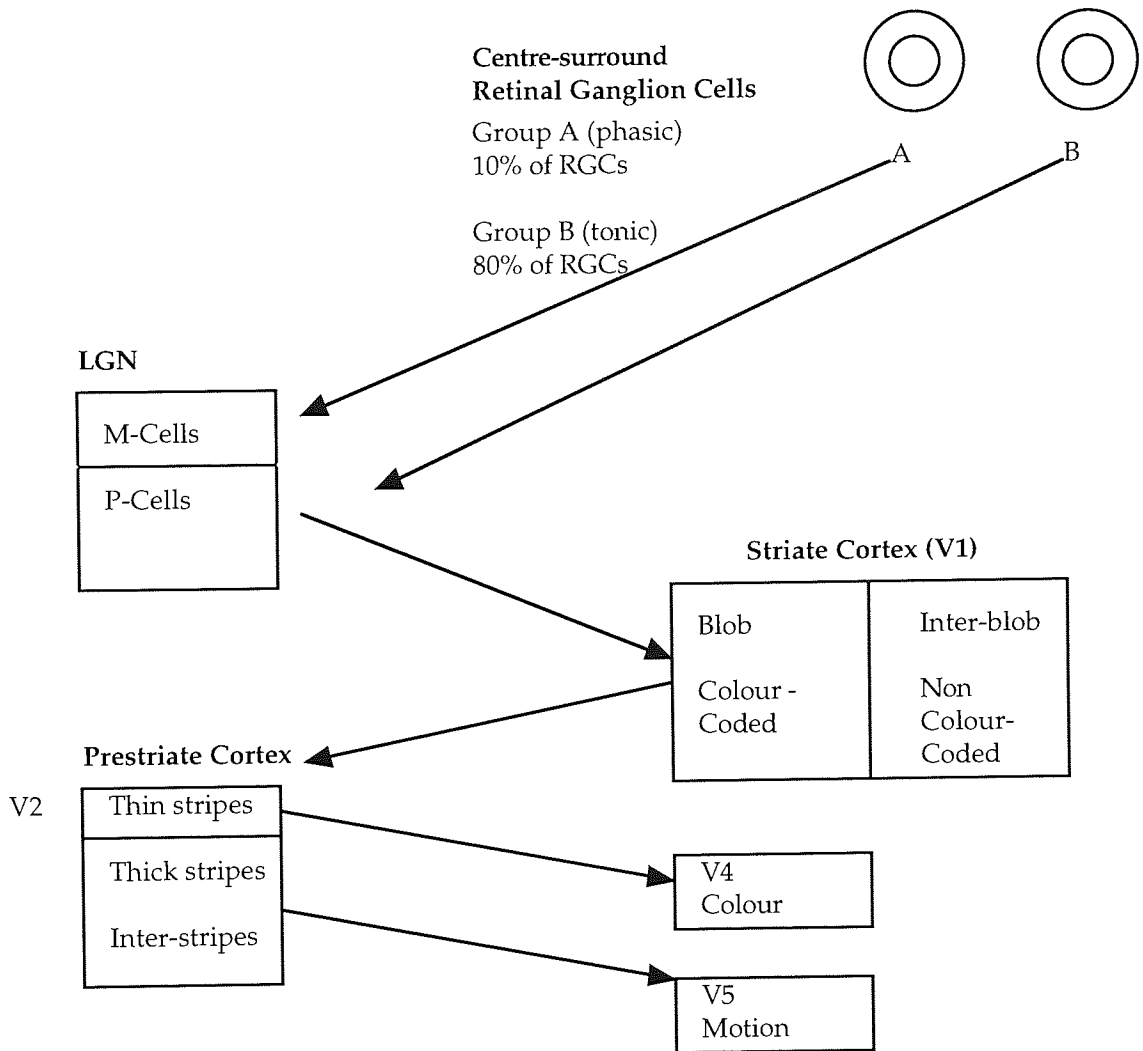 Centre-surround
Retinal Ganglion Cells
Group A (phasic)
10% of RGCs
A
B
Group B (tonic)
80% of RGCs
LGN
M-Cells
P-Cells
Striate Cortex (V1)
Blob
Inter-blob
Colour -
Coded
Non
Colour-
Coded
Prestriate Cortex
V2
Thin stripes
Thick stripes
Inter-stripes
V4
Colour
V5
Motion